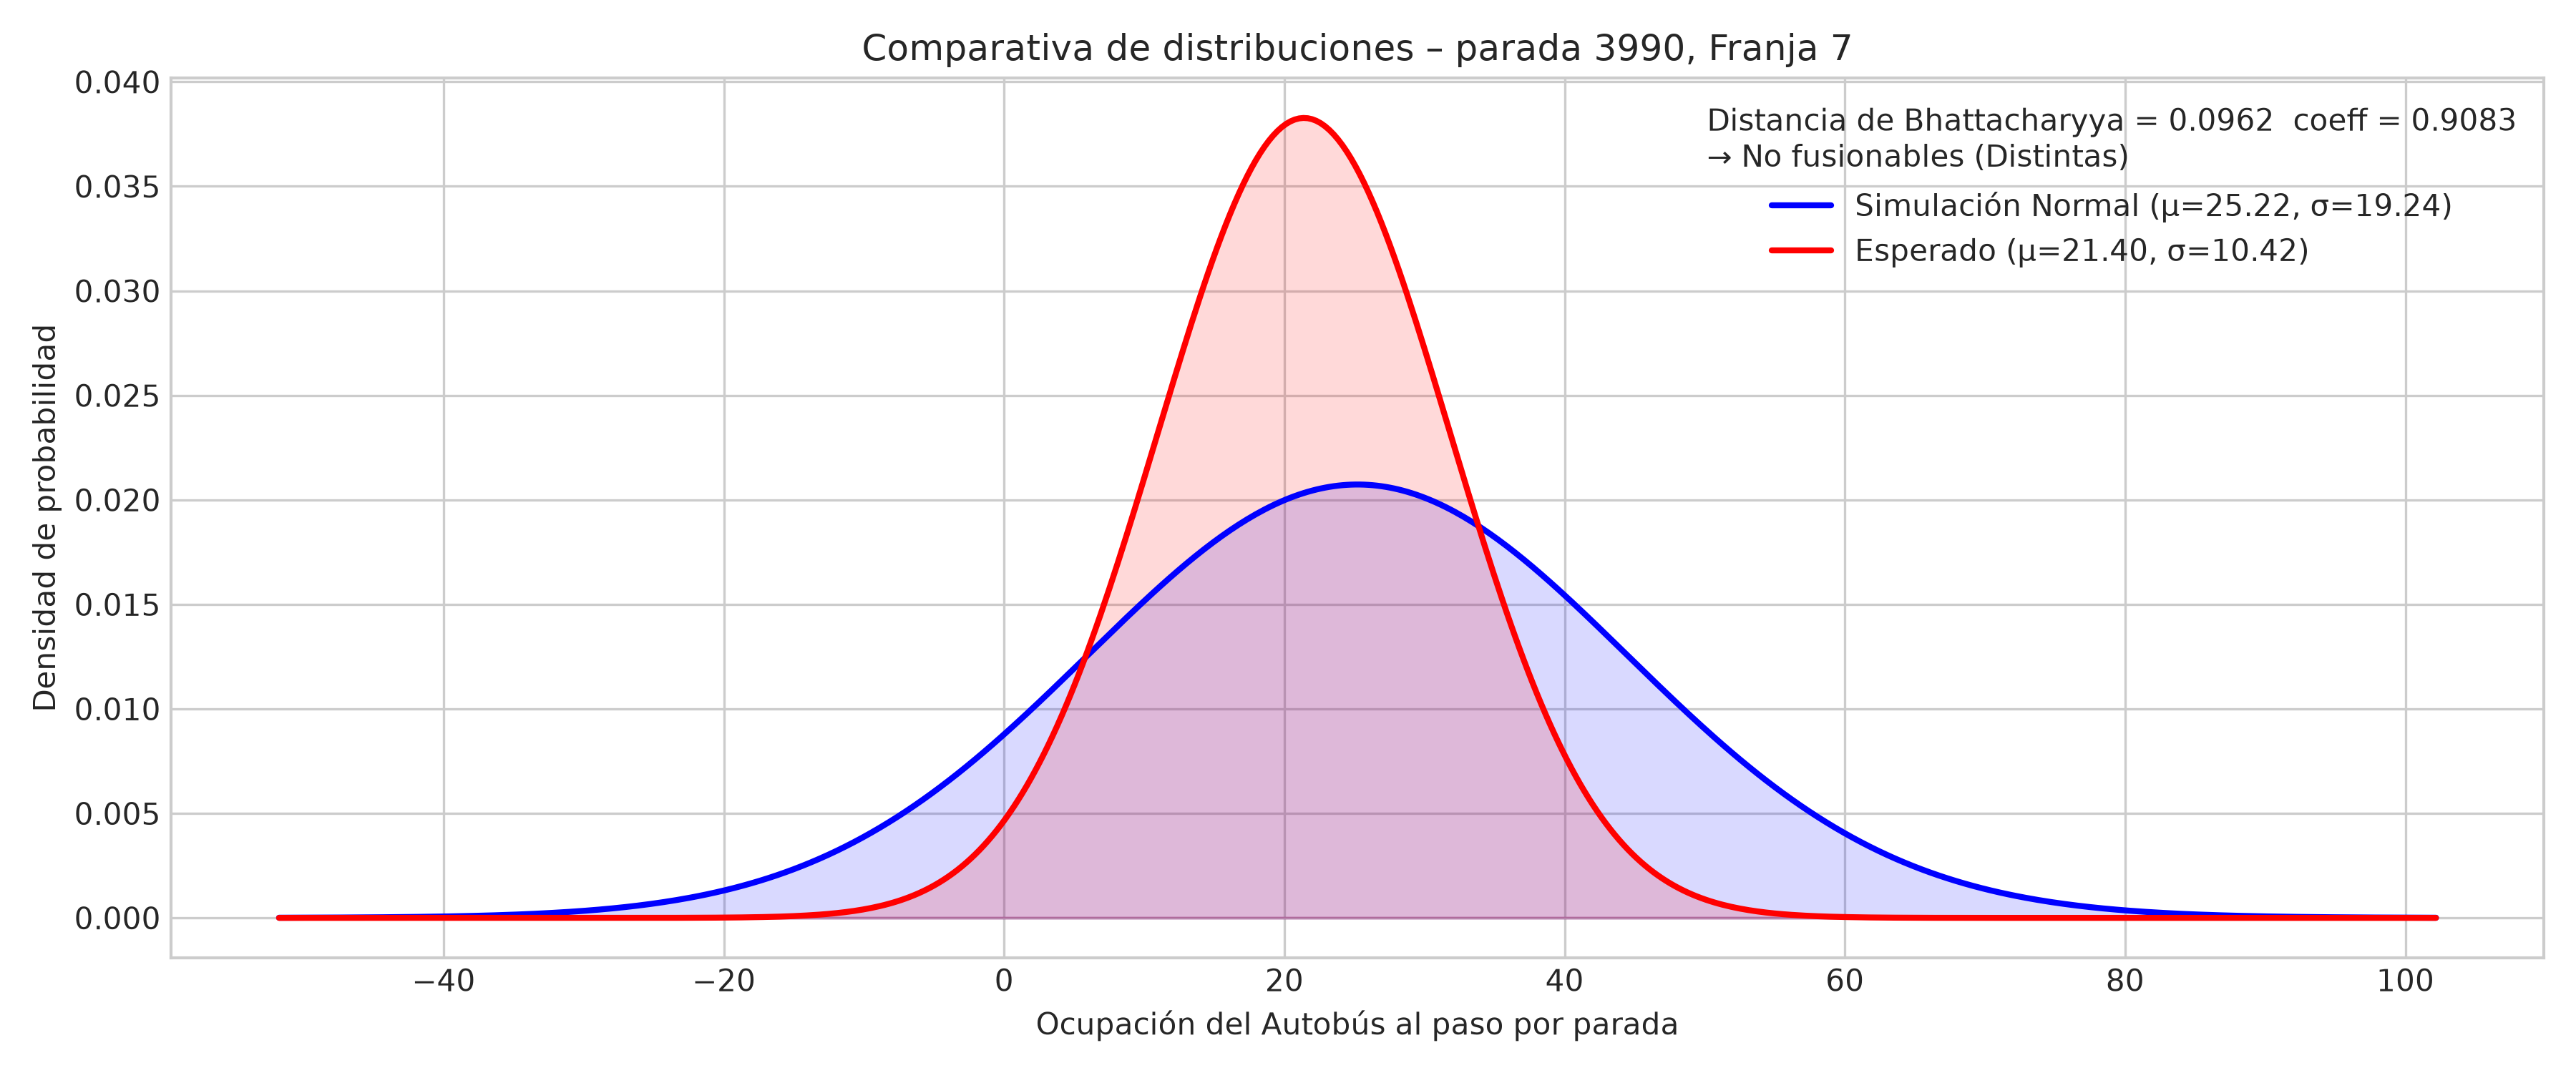 Comparativa de distribuciones – parada 3990, Franja 7
Distancia de Bhattacharyya = 0.0962  coeff = 0.9083
→ No fusionables (Distintas)
Simulación Normal (μ=25.22, σ=19.24)
Esperado (μ=21.40, σ=10.42)
Densidad de probabilidad
0.040
0.035
0.030
0.025
0.020
0.015
0.010
0.005
0.000
−40 −20 0 20 40 60 80 100
Ocupación del Autobús al paso por parada